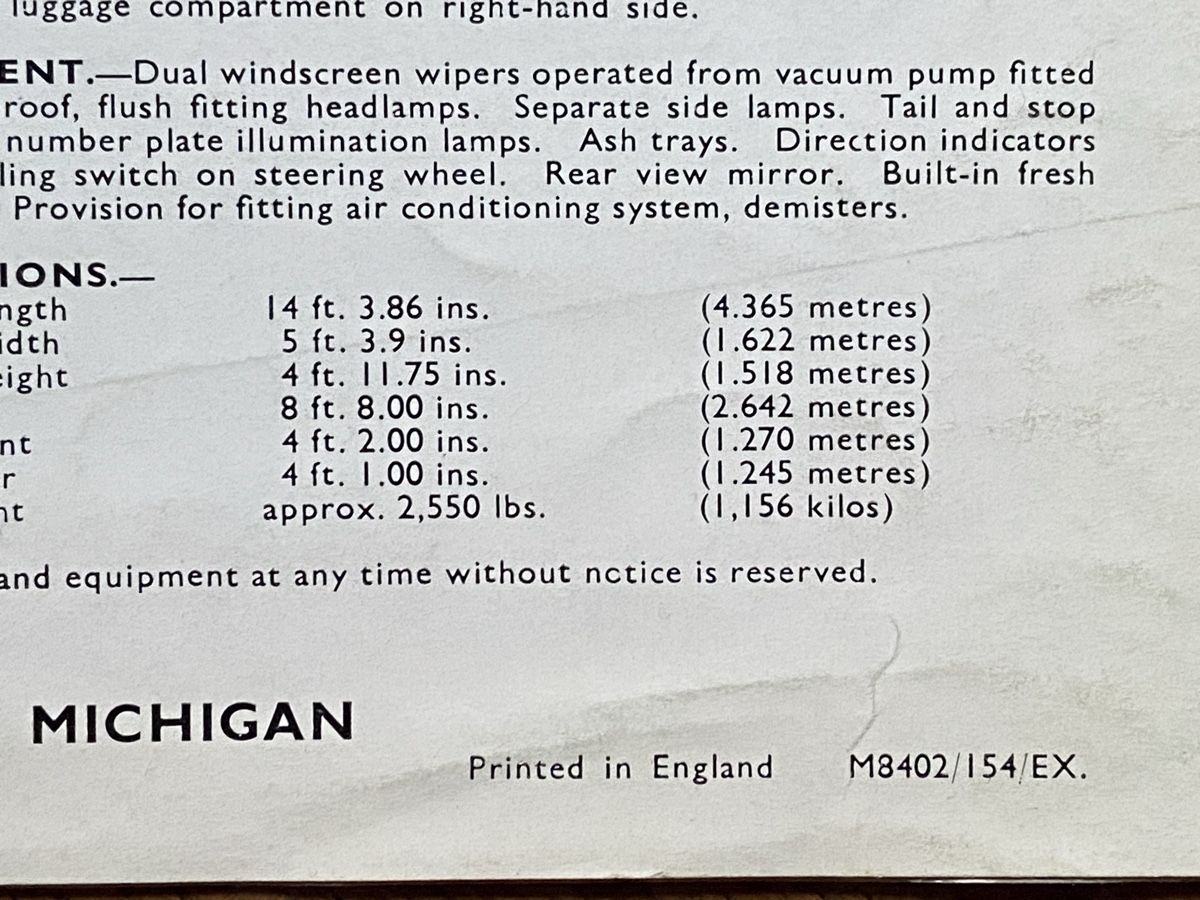 luggage compartment on right-hand side.
ENT.—Dual windscreen wipers operated from vacuum pump fitted
roof, flush fitting headlamps. Separate side lamps. Tail and stop
number plate illumination lamps. Ash trays. Direction indicators
ling switch on steering wheel. Rear view mirror. Built-in fresh
Provision for fitting air conditioning system, demisters.
IONS.—
ngth 14 ft. 3.86 ins. (4.365 metres)
idth 5 ft. 3.9 ins. (1.622 metres)
eight 4 ft. 11.75 ins. (1.518 metres)
8 ft. 8.00 ins. (2.642 metres)
nt 4 ft. 2.00 ins. (1.270 metres)
r 4 ft. 1.00 ins. (1.245 metres)
ht approx. 2,550 lbs. (1,156 kilos)
and equipment at any time without nctice is reserved.
MICHIGAN
Printed in England M8402/154/EX.